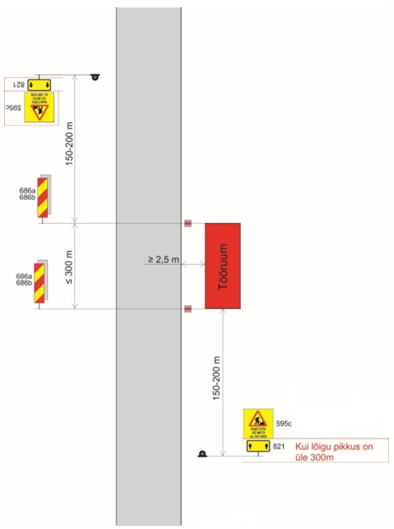 821
595c
150-200 m
686a
686b
≥ 2,5 m
Tööruum
≤ 300 m
686a
686b
150-200 m
595c
821
Kui lõigu pikkus on
üle 300m